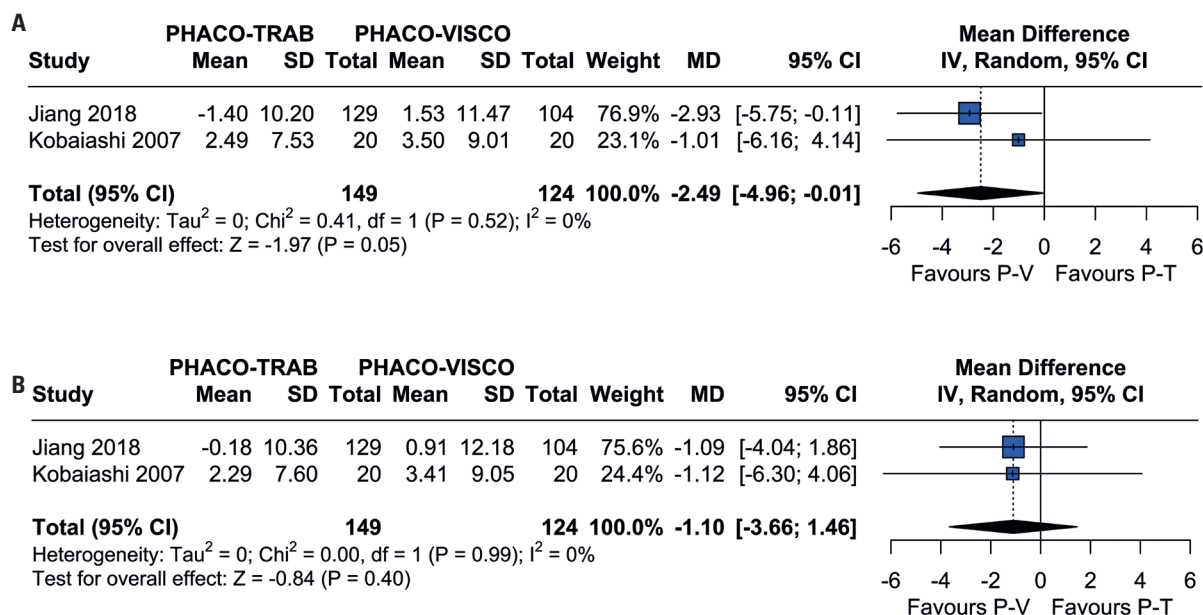 A
PHACO-TRAB PHACO-VISCO Mean Difference
Study Mean SD Total Mean SD Total Weight MD 95% CI IV, Random, 95% CI
Jiang 2018 -1.40 10.20 129 1.53 11.47 104 76.9% -2.93 [-5.75; -0.11]
Kobaiashi 2007 2.49 7.53 20 3.50 9.01 20 23.1% -1.01 [-6.16; 4.14]
Total (95% CI) 149 124 100.0% -2.49 [-4.96; -0.01]
Heterogeneity: Tau² = 0; Chi² = 0.41, df = 1 (P = 0.52); I² = 0%
Test for overall effect: Z = -1.97 (P = 0.05)
-6 -4 -2 0 2 4 6
Favours P-V Favours P-T
B
PHACO-TRAB PHACO-VISCO Mean Difference
Study Mean SD Total Mean SD Total Weight MD 95% CI IV, Random, 95% CI
Jiang 2018 -0.18 10.36 129 0.91 12.18 104 75.6% -1.09 [-4.04; 1.86]
Kobaiashi 2007 2.29 7.60 20 3.41 9.05 20 24.4% -1.12 [-6.30; 4.06]
Total (95% CI) 149 124 100.0% -1.10 [-3.66; 1.46]
Heterogeneity: Tau² = 0; Chi² = 0.00, df = 1 (P = 0.99); I² = 0%
Test for overall effect: Z = -0.84 (P = 0.40)
-6 -4 -2 0 2 4 6
Favours P-V Favours P-T